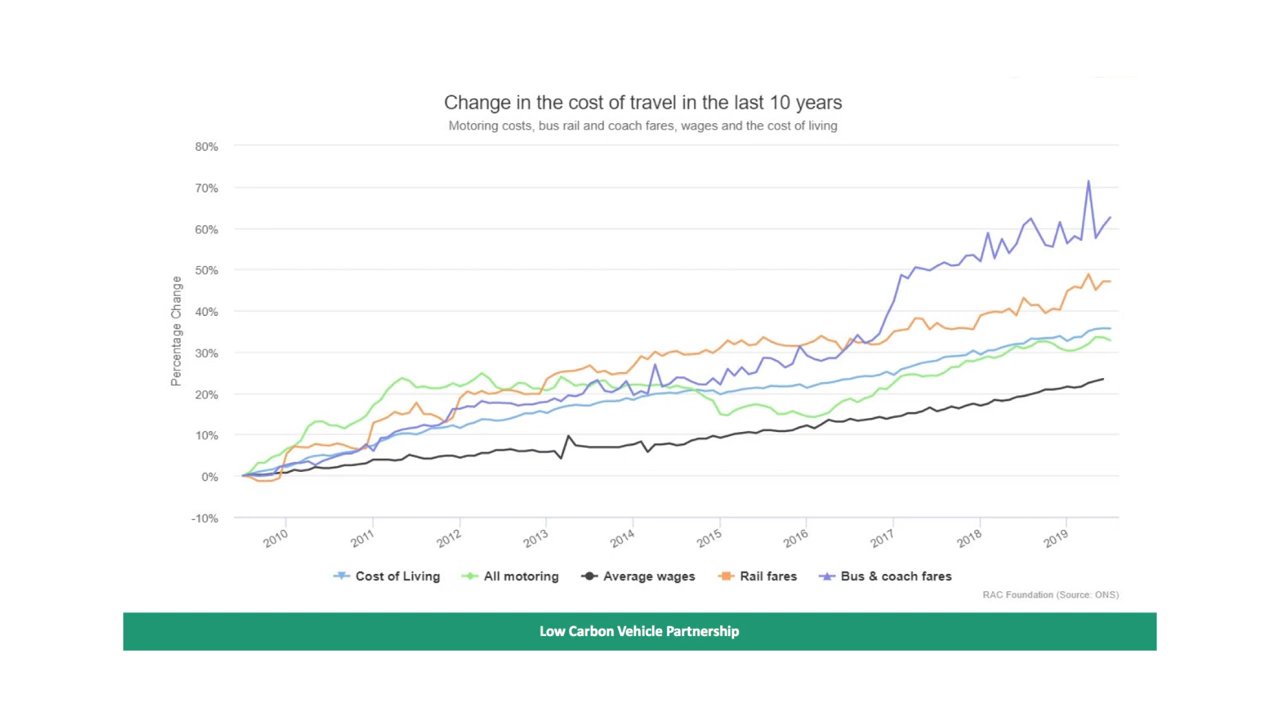 Change in the cost of travel in the last 10 years
Motoring costs, bus rail and coach fares, wages and the cost of living
Percentage Change
80%
70%
60%
50%
40%
30%
20%
10%
0%
-10%
2010 2011 2012 2013 2014 2015 2016 2017 2018 2019
Cost of Living All motoring Average wages Rail fares Bus & coach fares
RAC Foundation (Source: ONS)
Low Carbon Vehicle Partnership